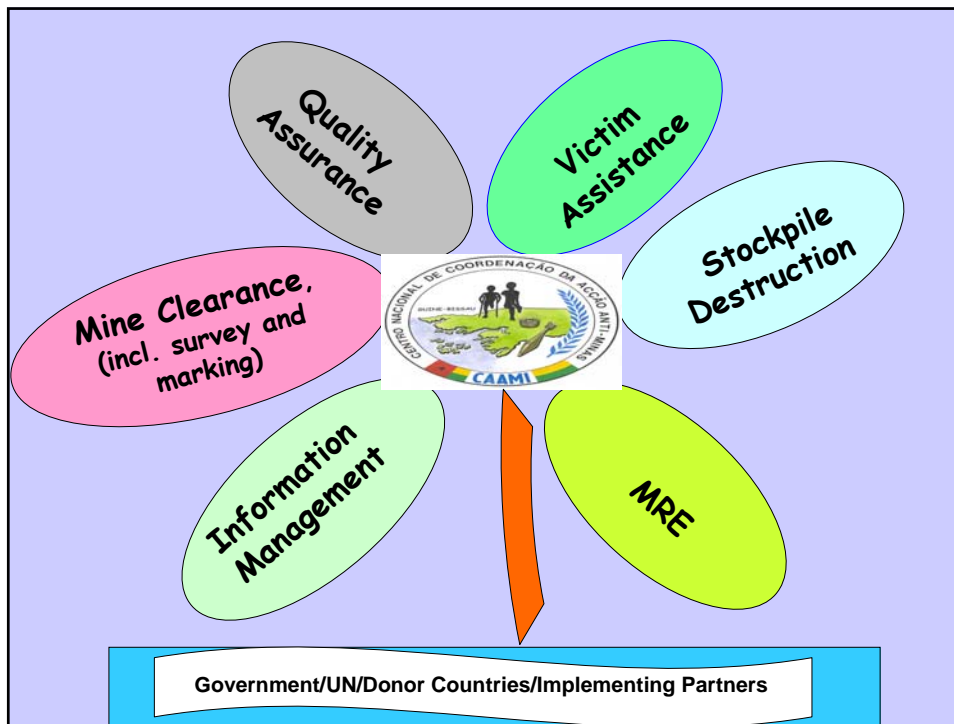 Quality
Assurance
Victim
Assistance
Stockpile
Destruction
Mine Clearance,
(incl. survey and
marking)
CENTRO NACIONAL DE COORDENAÇÃO DA ACÇÃO ANTI-MINAS
GUINÉ-BISSAU
CAAMI
Information
Management
MRE
Government/UN/Donor Countries/Implementing Partners